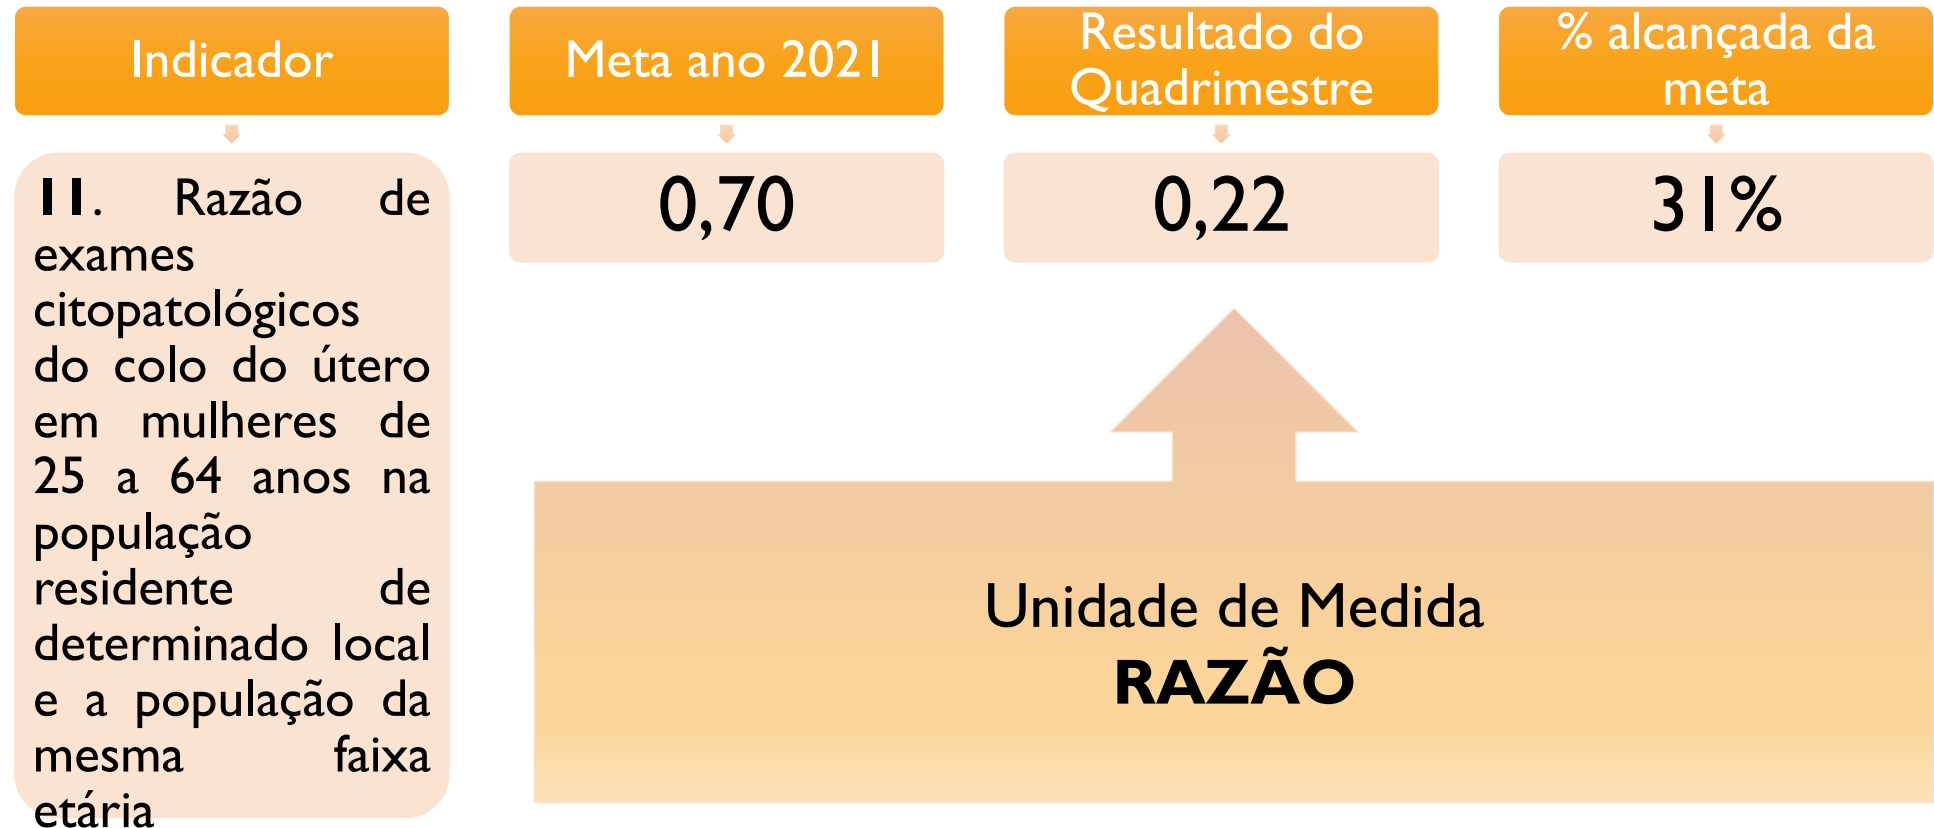 Indicador
Meta ano 2021
Resultado do
Quadrimestre
% alcançada da
meta
11. Razão de
exames
citopatológicos
do colo do útero
em mulheres de
25 a 64 anos na
população
residente de
determinado local
e a população da
mesma faixa
etária
0,70
0,22
31%
Unidade de Medida
RAZÃO